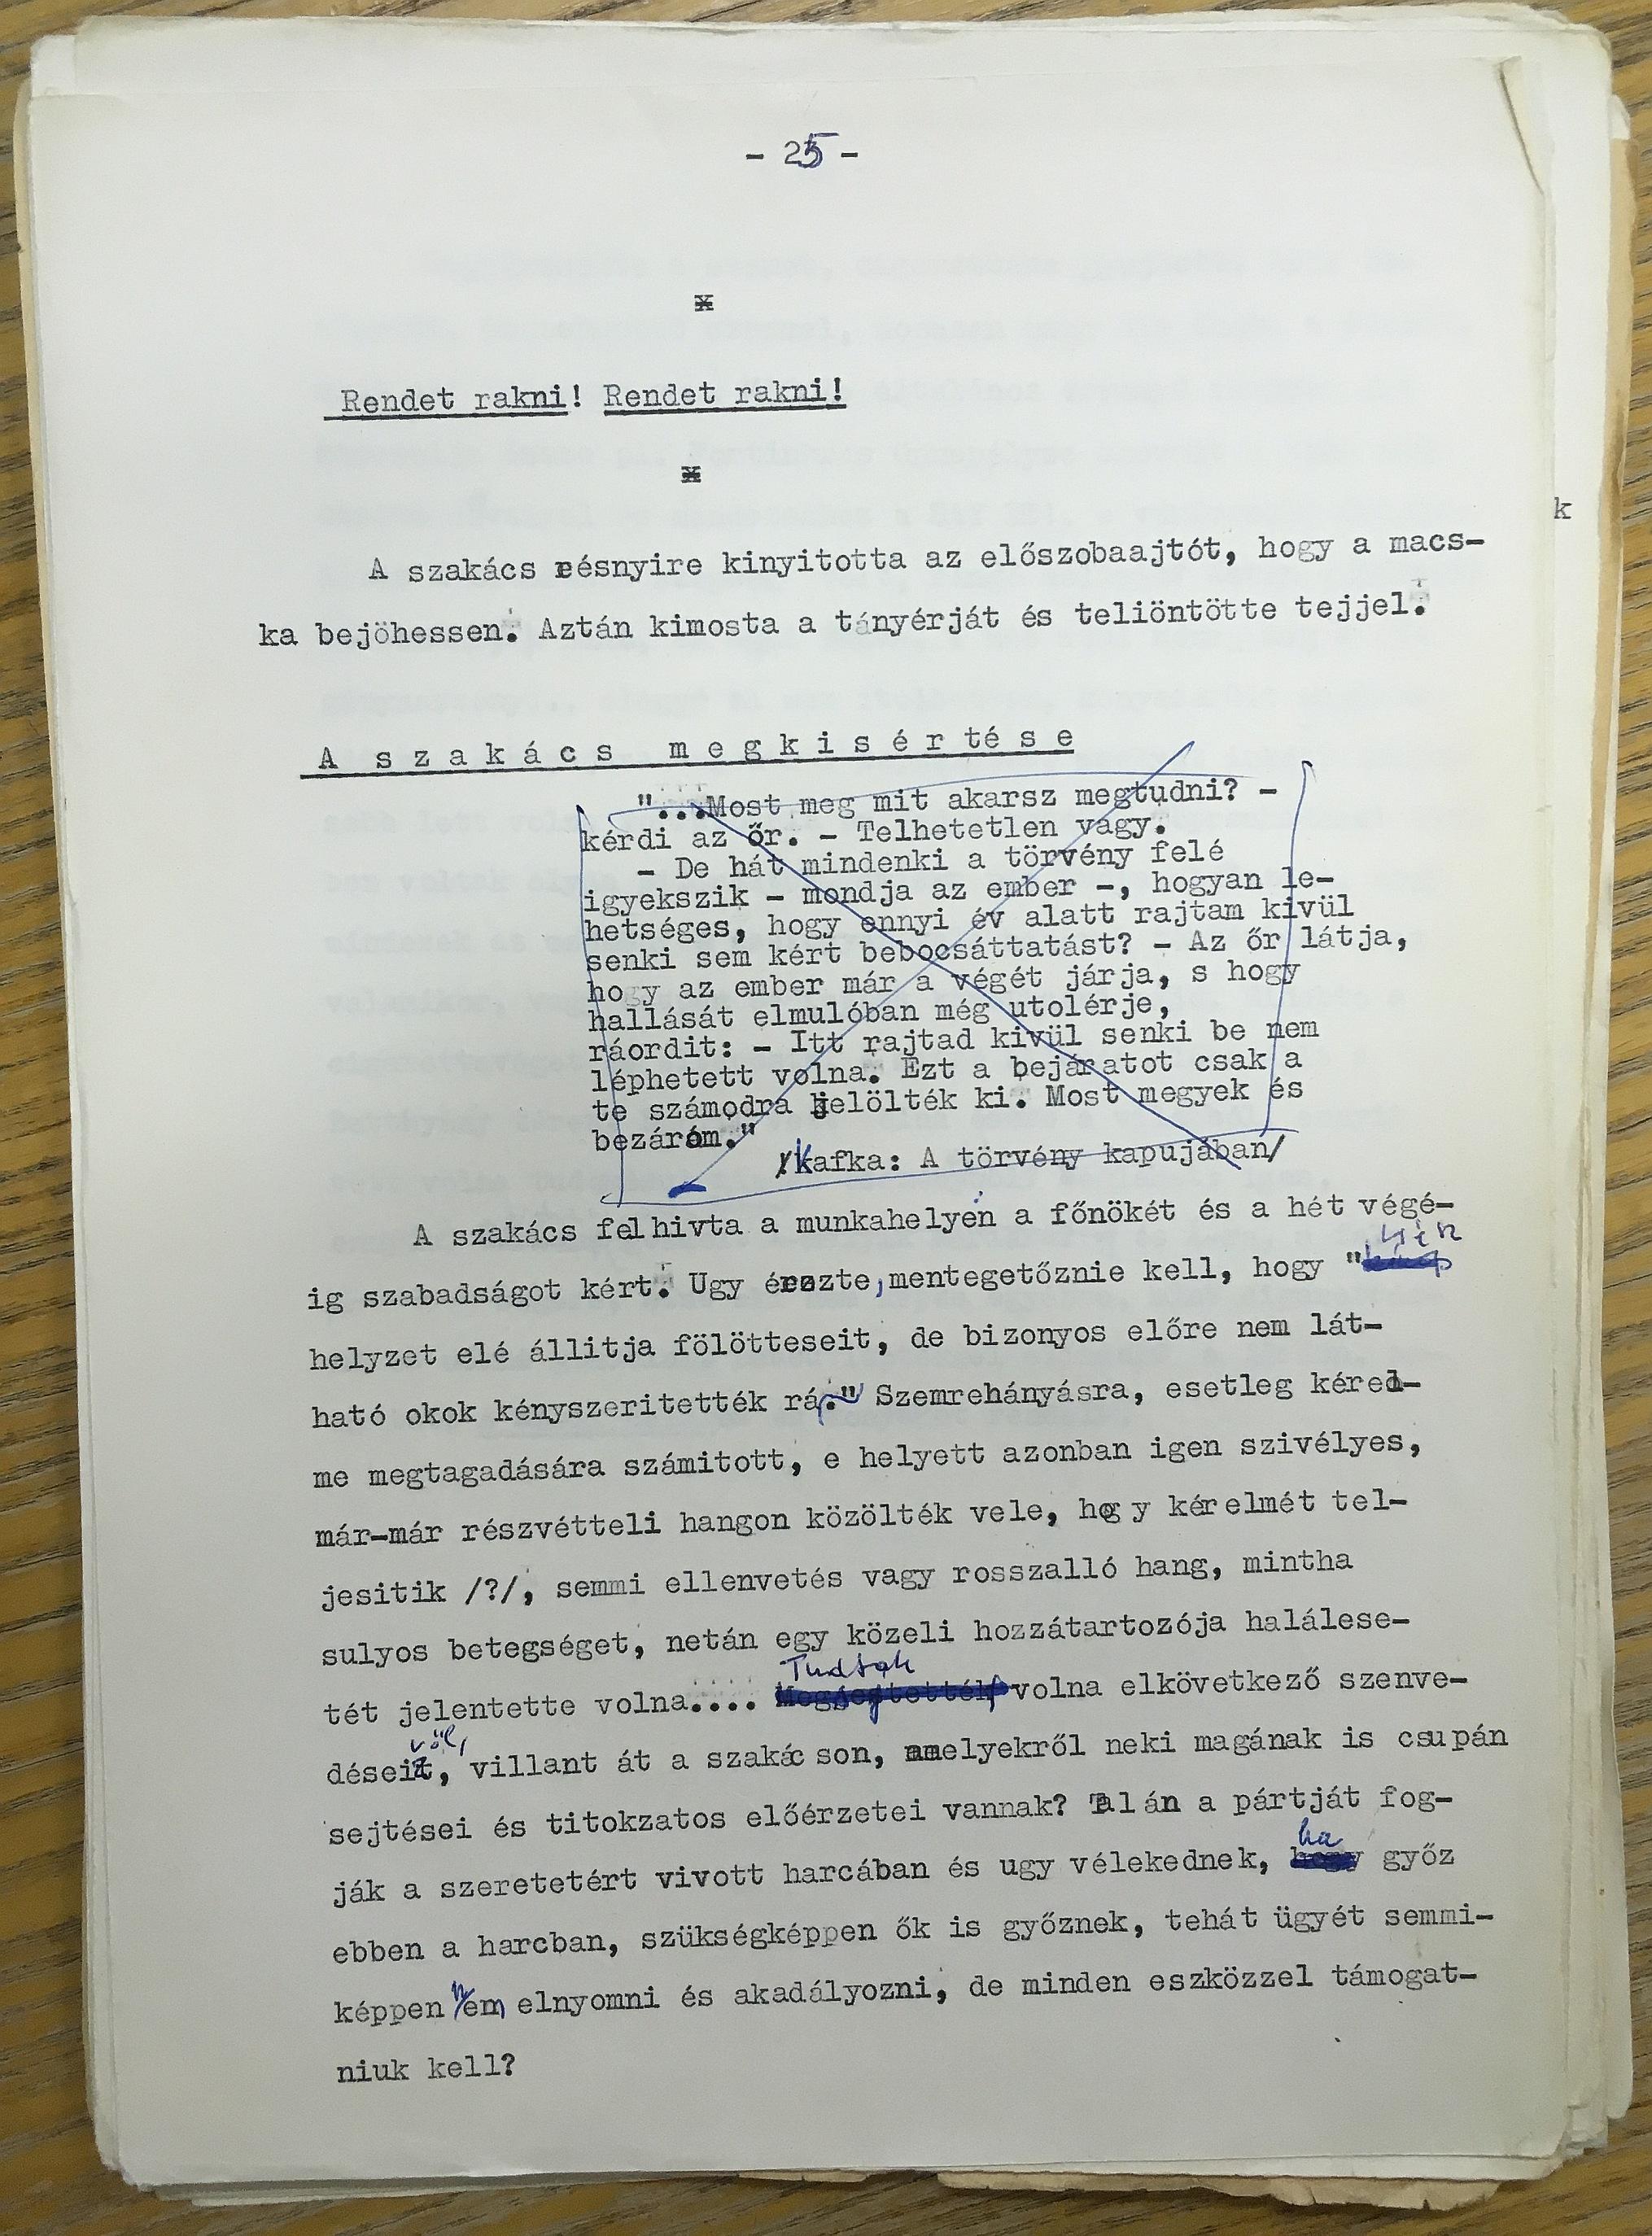 - 25 -
x
Rendet rakni! Rendet rakni!
x
k
A szakács résnyire kinyitotta az előszobaajtót, hogy a macs-
ka bejöhessen. Aztán kimosta a tányérját és teliöntötte tejjel.
A szakács megkisértése
"...Most meg mit akarsz megtudni? -
kérdi az őr. - Telhetetlen vagy.
- De hát mindenki a törvény felé
igyekszik - mondja az ember -, hogyan le-
hetséges, hogy ennyi év alatt rajtam kivül
senki sem kért bebocsáttatást? - Az őr látja,
hogy az ember már a végét járja, s hogy
hallását elmulóban még utolérje,
ráordit: - Itt rajtad kivül senki be nem
léphetett volna. Ezt a bejáratot csak a
te számodra jelölték ki. Most megyek és
bezárom."
/Kafka: A törvény kapujában/
A szakács felhivta a munkahelyén a főnökét és a hét végé-
ig szabadságot kért. Ugy érezte, mentegetőznie kell, hogy "
helyzet elé állitja fölötteseit, de bizonyos előre nem lát-
ható okok kényszeritették rá." Szemrehányásra, esetleg kérel-
me megtagadására számitott, e helyett azonban igen szivélyes,
már-már részvétteli hangon közölték vele, hogy kérelmét tel-
jesitik /?/, semmi ellenvetés vagy rosszalló hang, mintha
sulyos betegséget, netán egy közeli hozzátartozója halálese-
Tudtak
tét jelentette volna.... Megsejtették volna elkövetkező szenve-
ről,
déseit, villant át a szakácson, amelyekről neki magának is csupán
sejtései és titokzatos előérzetei vannak? Talán a pártját fog-
ha
ják a szeretetért vivott harcában és ugy vélekednek, hogy győz
ebben a harcban, szükségképpen ők is győznek, tehát ügyét semmi-
képpen nem elnyomni és akadályozni, de minden eszközzel támogat-
niuk kell?